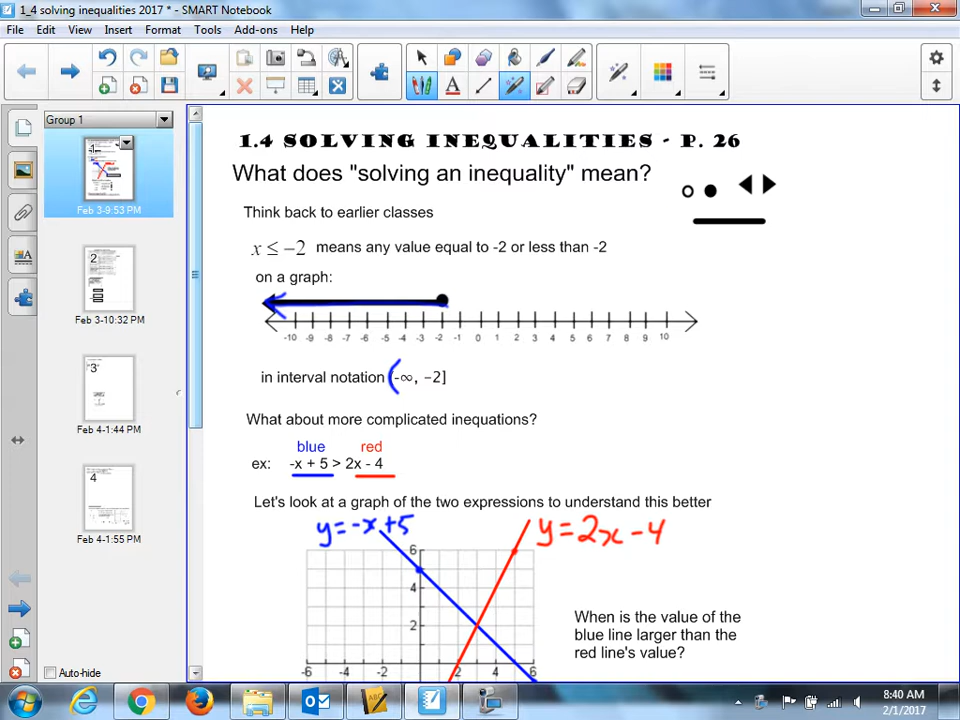 1_4 solving inequalities 2017 * - SMART Notebook
File Edit View Insert Format Tools Add-ons Help
Group 1
1
Feb 3-9:53 PM
2
Feb 3-10:32 PM
3
Feb 4-1:44 PM
4
Feb 4-1:55 PM
Auto-hide
1.4 SOLVING INEQUALITIES - P. 26
What does "solving an inequality" mean?
Think back to earlier classes
x ≤ -2 means any value equal to -2 or less than -2
on a graph:
-10 -9 -8 -7 -6 -5 -4 -3 -2 -1 0 1 2 3 4 5 6 7 8 9 10
in interval notation (-∞, -2]
What about more complicated inequations?
blue red
ex: -x + 5 > 2x - 4
Let's look at a graph of the two expressions to understand this better
y=-x+5 y=2x-4
6
4
2
-6 -4 -2 2 4 6
When is the value of the
blue line larger than the
red line's value?
8:40 AM
2/1/2017